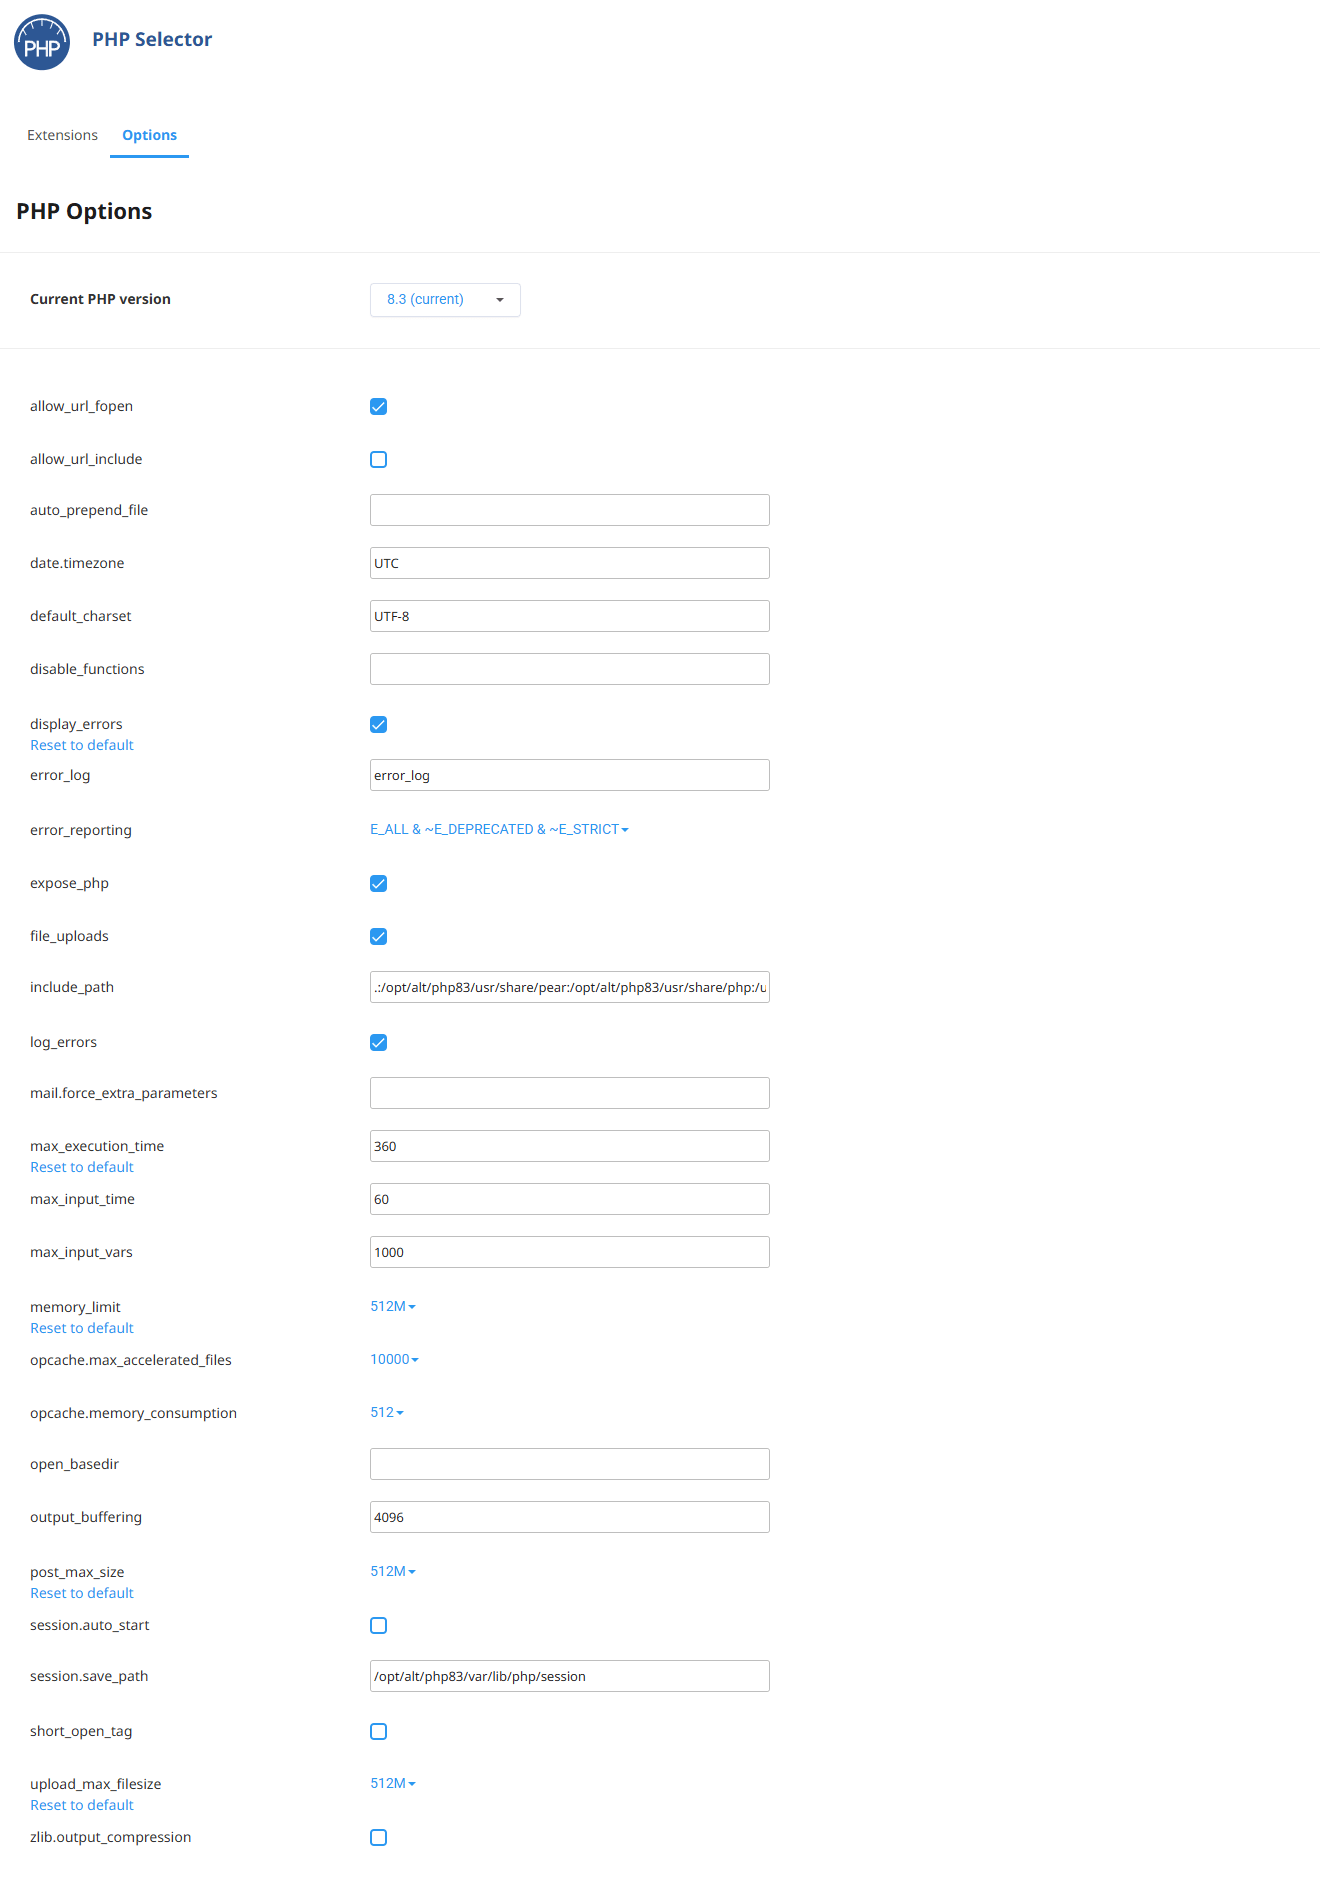 PHP
PHP Selector
Extensions
Options
PHP Options
Current PHP version
8.3 (current)
allow_url_fopen
allow_url_include
auto_prepend_file
date.timezone
UTC
default_charset
UTF-8
disable_functions
display_errors
Reset to default
error_log
error_log
error_reporting
E_ALL & ~E_DEPRECATED & ~E_STRICT
expose_php
file_uploads
include_path
.:/opt/alt/php83/usr/share/pear:/opt/alt/php83/usr/share/php:/u
log_errors
mail.force_extra_parameters
max_execution_time
360
Reset to default
max_input_time
60
max_input_vars
1000
memory_limit
512M
Reset to default
opcache.max_accelerated_files
10000
opcache.memory_consumption
512
open_basedir
output_buffering
4096
post_max_size
512M
Reset to default
session.auto_start
session.save_path
/opt/alt/php83/var/lib/php/session
short_open_tag
upload_max_filesize
512M
Reset to default
zlib.output_compression